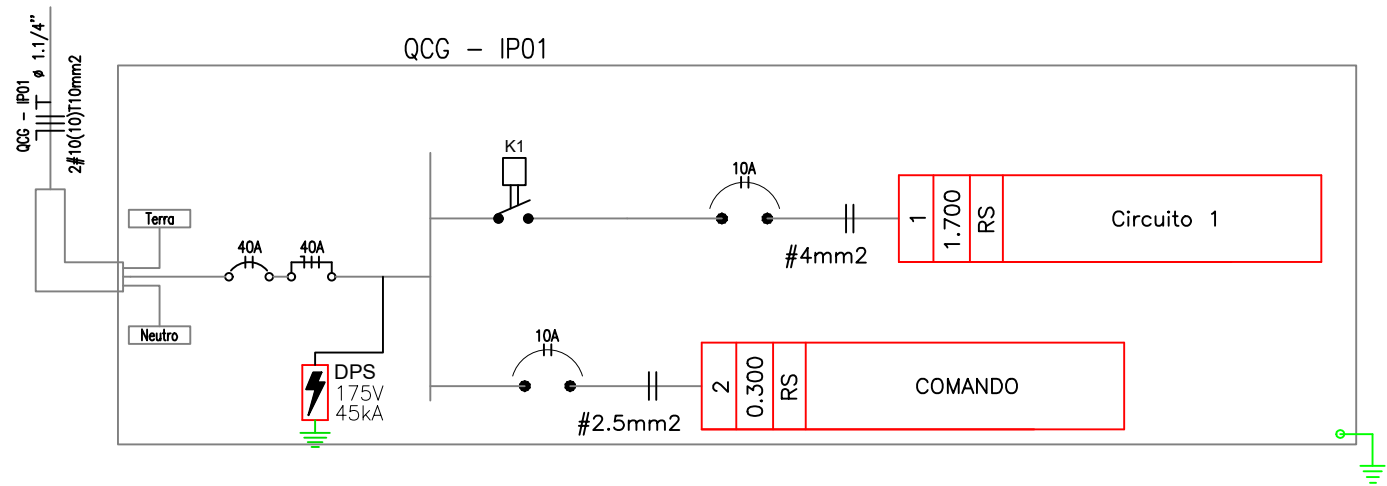 QCG - IP01
QCG - IP01
ø 1.1/4"
2#10(10)T10mm2
Terra
40A
40A
Neutro
DPS
175V
45kA
K1
10A
#4mm2
1
1.700
RS
Circuito 1
10A
#2.5mm2
2
0.300
RS
COMANDO